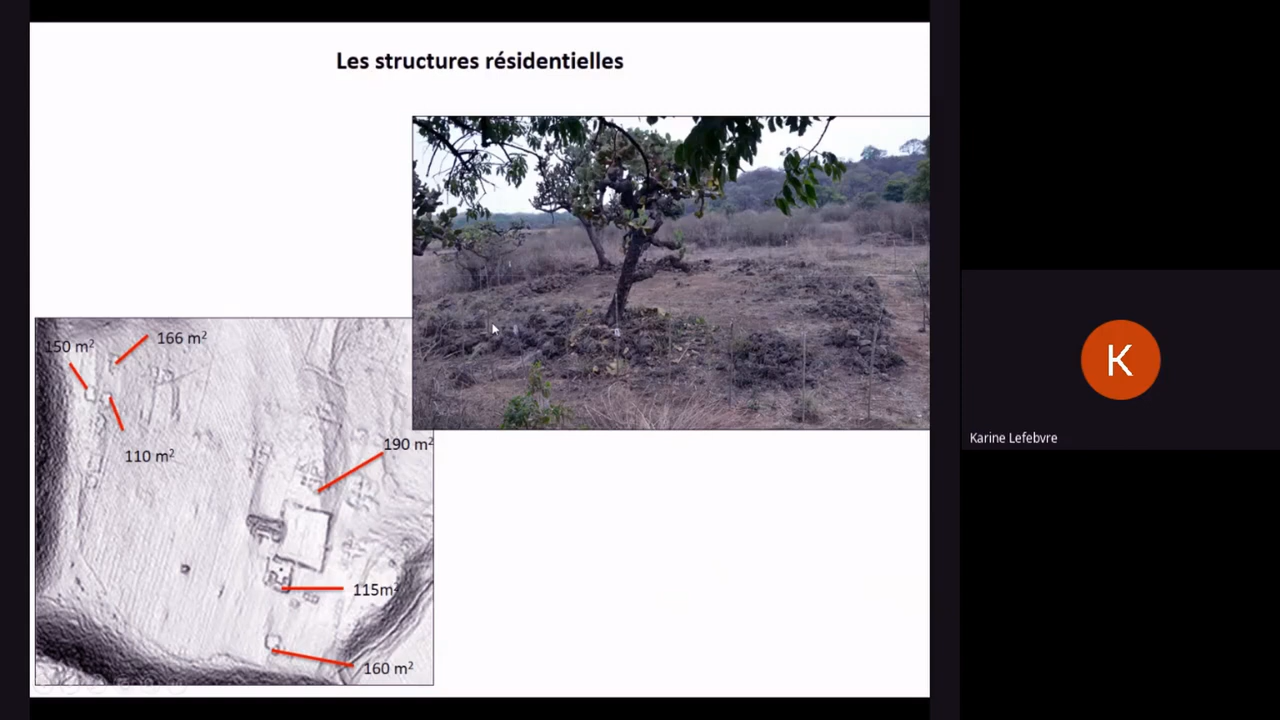 Les structures résidentielles
150 m²
166 m²
110 m²
190 m²
115m²
160 m²
K
Karine Lefebvre